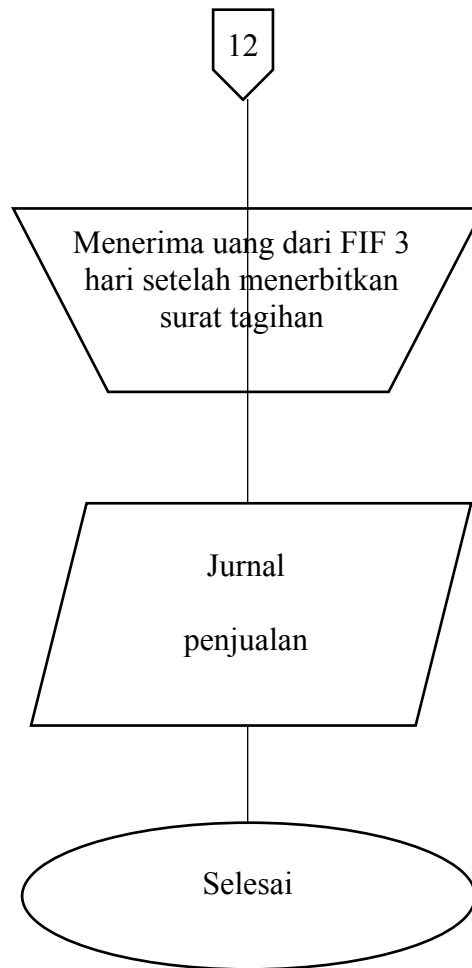 12
Menerima uang dari FIF 3
hari setelah menerbitkan
surat tagihan
Jurnal
penjualan
Selesai